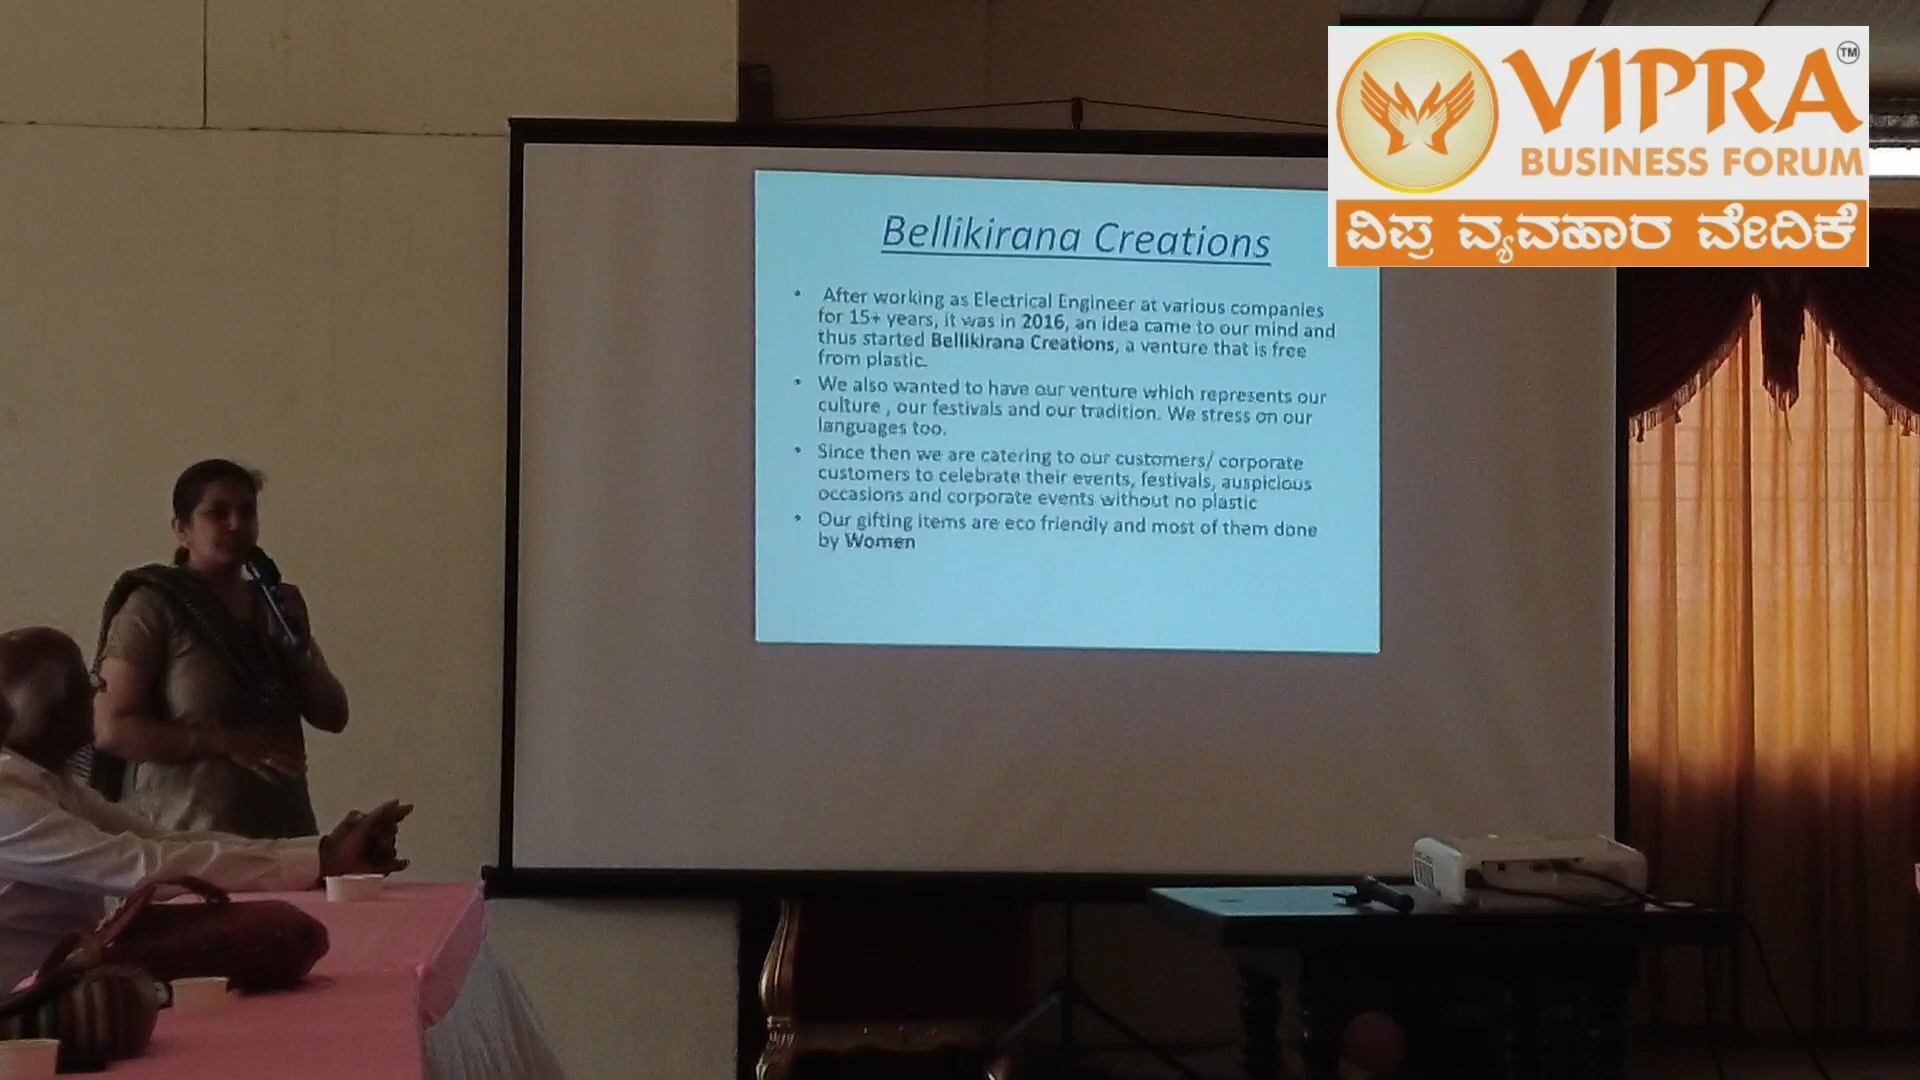 VIPRA
TM
BUSINESS FORUM
ವಿಪ್ರ ವ್ಯವಹಾರ ವೇದಿಕೆ
Bellikirana Creations
• After working as Electrical Engineer at various companies
for 15+ years, it was in 2016, an idea came to our mind and
thus started Bellikirana Creations, a venture that is free
from plastic.
• We also wanted to have our venture which represents our
culture , our festivals and our tradition. We stress on our
languages too.
• Since then we are catering to our customers/ corporate
customers to celebrate their events, festivals, auspicious
occasions and corporate events without no plastic
• Our gifting items are eco friendly and most of them done
by Women